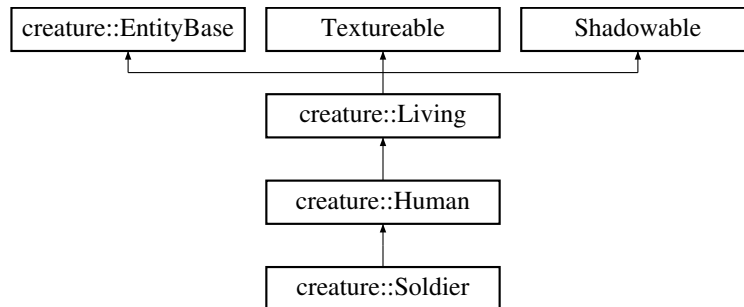 creature::EntityBase
Textureable
Shadowable
creature::Living
creature::Human
creature::Soldier